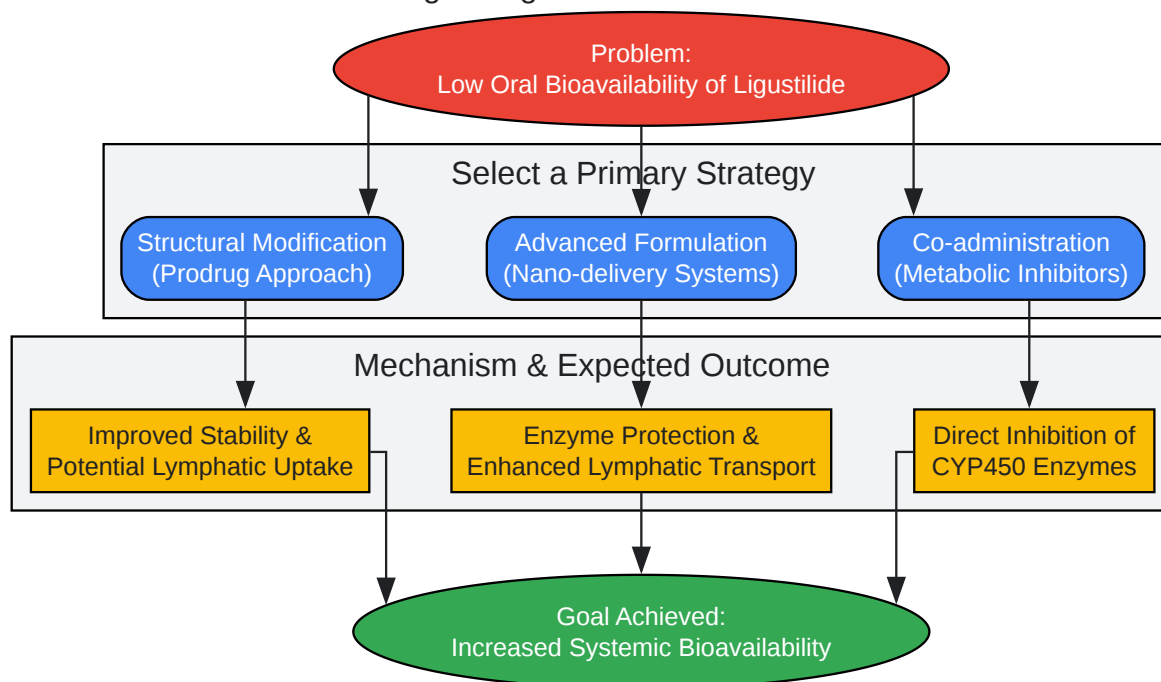 Problem:
Low Oral Bioavailability of Ligustilide
Select a Primary Strategy
Structural Modification
(Prodrug Approach)
Advanced Formulation
(Nano-delivery Systems)
Co-administration
(Metabolic Inhibitors)
Mechanism & Expected Outcome
Improved Stability &
Potential Lymphatic Uptake
Enzyme Protection &
Enhanced Lymphatic Transport
Direct Inhibition of
CYP450 Enzymes
Goal Achieved:
Increased Systemic Bioavailability